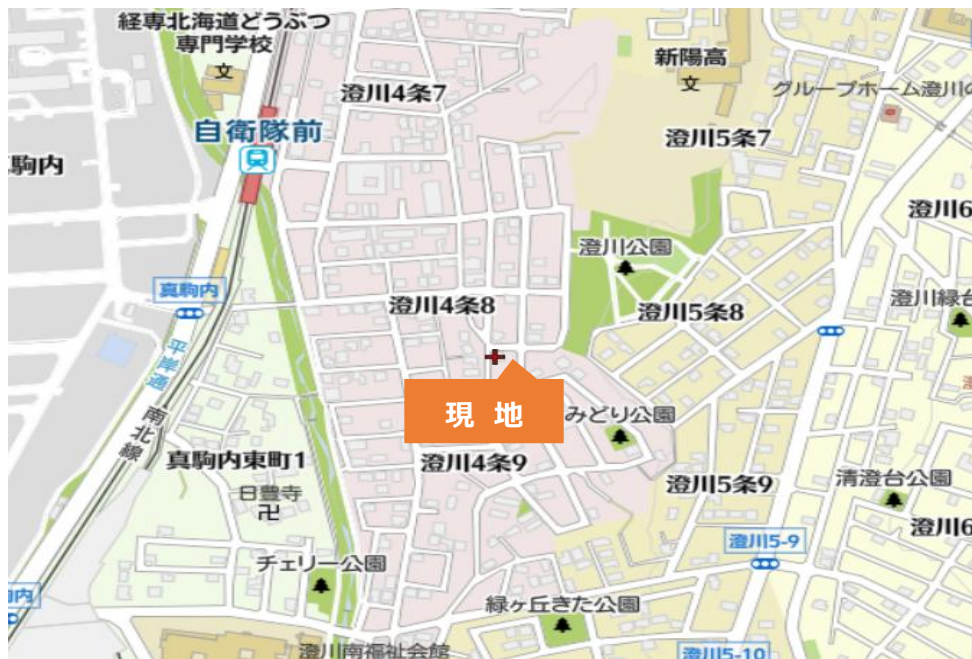 経専北海道どうぶつ
専門学校
文
新陽高
文
澄川4条7
グループホーム澄川の
自衛隊前
澄川5条7
駒内
澄川6
澄川公園
真駒内
澄川4条8
澄川5条8
澄川緑台
平岸通
現 地
みどり公園
南北線
真駒内東町1
澄川4条9
日豊寺
卍
澄川5条9
清澄台公園
澄川6
澄川5-9
チェリー公園
内
緑ヶ丘きた公園
澄川南福祉会館
澄川5-10